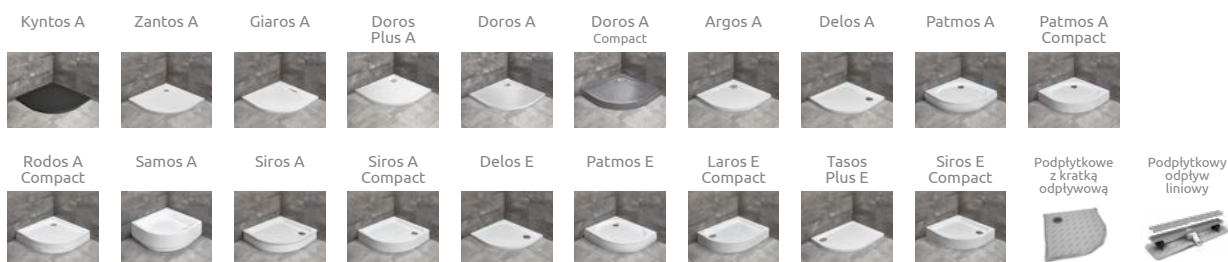 Kyntos A
Zantos A
Giaros A
Doros
Plus A
Doros A
Doros A
Compact
Argos A
Delos A
Patmos A
Patmos A
Compact
Rodos A
Compact
Samos A
Siros A
Siros A
Compact
Delos E
Patmos E
Laros E
Compact
Tasos
Plus E
Siros E
Compact
Podpłytkowe
z kratką
odpływową
Podpłytkowy
odpływ
liniowy